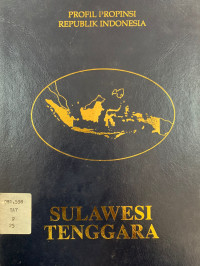 PROFIL PROPINSI
REPUBLIK INDONESIA
SULAWESI
TENGGARA